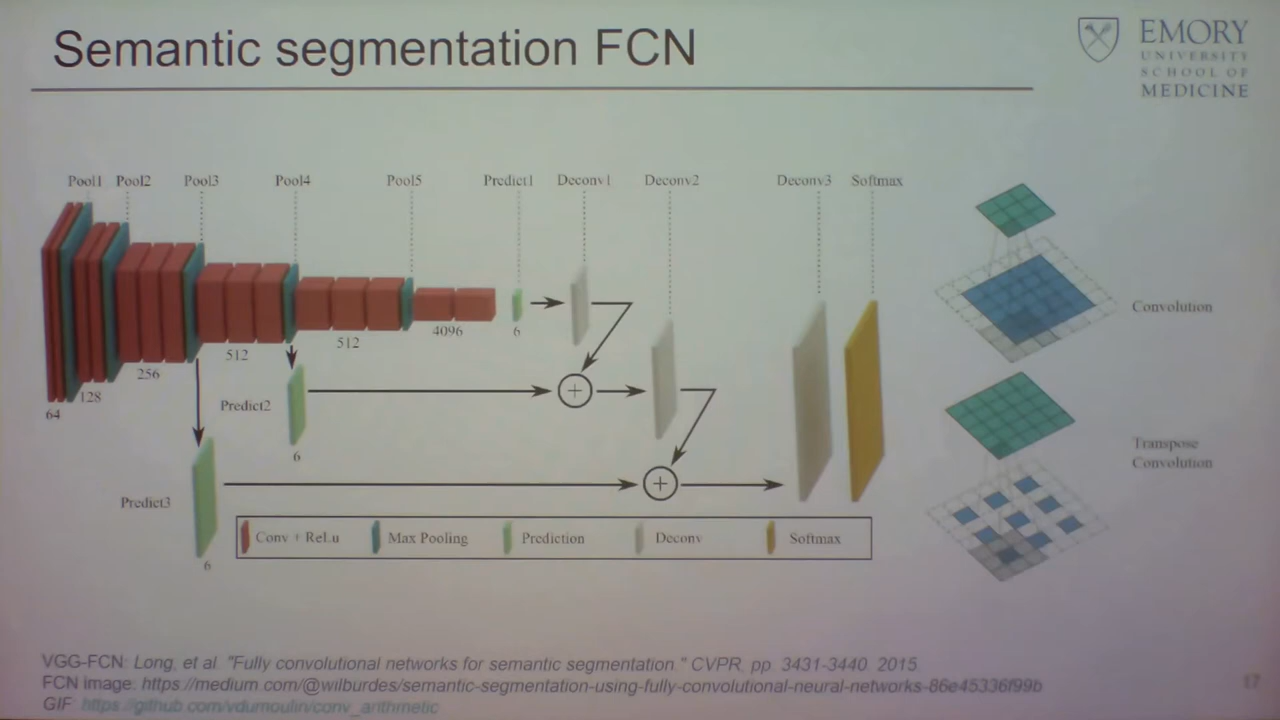 Semantic segmentation FCN
EMORY
UNIVERSITY
SCHOOL OF
MEDICINE
Pool1 Pool2 Pool3 Pool4 Pool5 Predict1 Deconv1 Deconv2 Deconv3 Softmax
64
128
256
512
512
4096
6
Predict2
6
+
Predict3
6
+
Convolution
Transpose
Convolution
Conv + ReLu Max Pooling Prediction Deconv Softmax
VGG-FCN: Long, et al. "Fully convolutional networks for semantic segmentation." CVPR, pp. 3431-3440. 2015
FCN image: https://medium.com/@wilburdes/semantic-segmentation-using-fully-convolutional-neural-networks-86e45336f99b
GIF: https://github.com/vdumoulin/conv_arithmetic
17